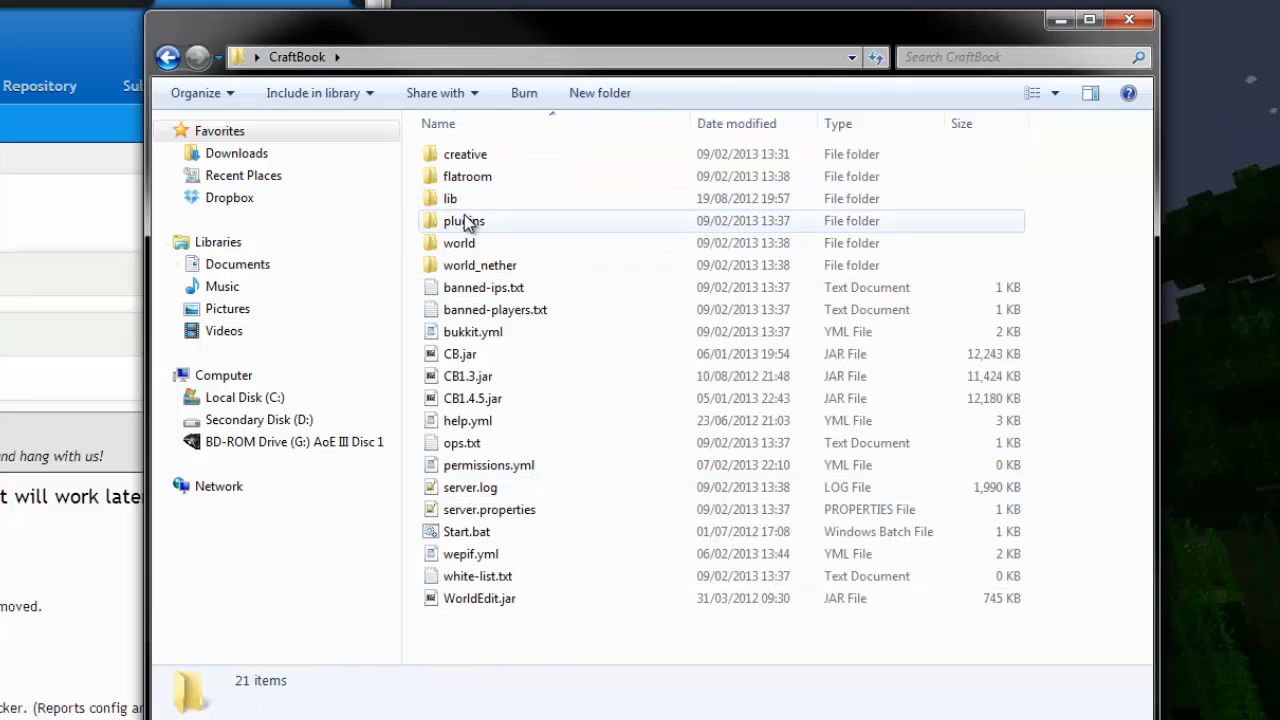 CraftBook
Search CraftBook
Repository
Organize Include in library Share with Burn New folder
Name Date modified Type Size
Favorites
Downloads
Recent Places
Dropbox
Libraries
Documents
Music
Pictures
Videos
Computer
Local Disk (C:)
Secondary Disk (D:)
BD-ROM Drive (G:) AoE III Disc 1
Network
creative 09/02/2013 13:31 File folder
flatroom 09/02/2013 13:38 File folder
lib 19/08/2012 19:57 File folder
plugins 09/02/2013 13:37 File folder
world 09/02/2013 13:38 File folder
world_nether 09/02/2013 13:38 File folder
banned-ips.txt 09/02/2013 13:37 Text Document 1 KB
banned-players.txt 09/02/2013 13:37 Text Document 1 KB
bukkit.yml 09/02/2013 13:37 YML File 2 KB
CB.jar 06/01/2013 19:54 JAR File 12,243 KB
CB1.3.jar 10/08/2012 21:48 JAR File 11,424 KB
CB1.4.5.jar 05/01/2013 22:43 JAR File 12,180 KB
help.yml 23/06/2012 21:03 YML File 3 KB
ops.txt 09/02/2013 13:37 Text Document 1 KB
permissions.yml 07/02/2013 22:10 YML File 0 KB
server.log 09/02/2013 13:38 LOG File 1,990 KB
server.properties 09/02/2013 13:37 PROPERTIES File 1 KB
Start.bat 01/07/2012 17:08 Windows Batch File 1 KB
wepif.yml 06/02/2013 13:44 YML File 2 KB
white-list.txt 09/02/2013 13:37 Text Document 0 KB
WorldEdit.jar 31/03/2012 09:30 JAR File 745 KB
and hang with us!
t will work late
moved.
cker. (Reports config a
21 items